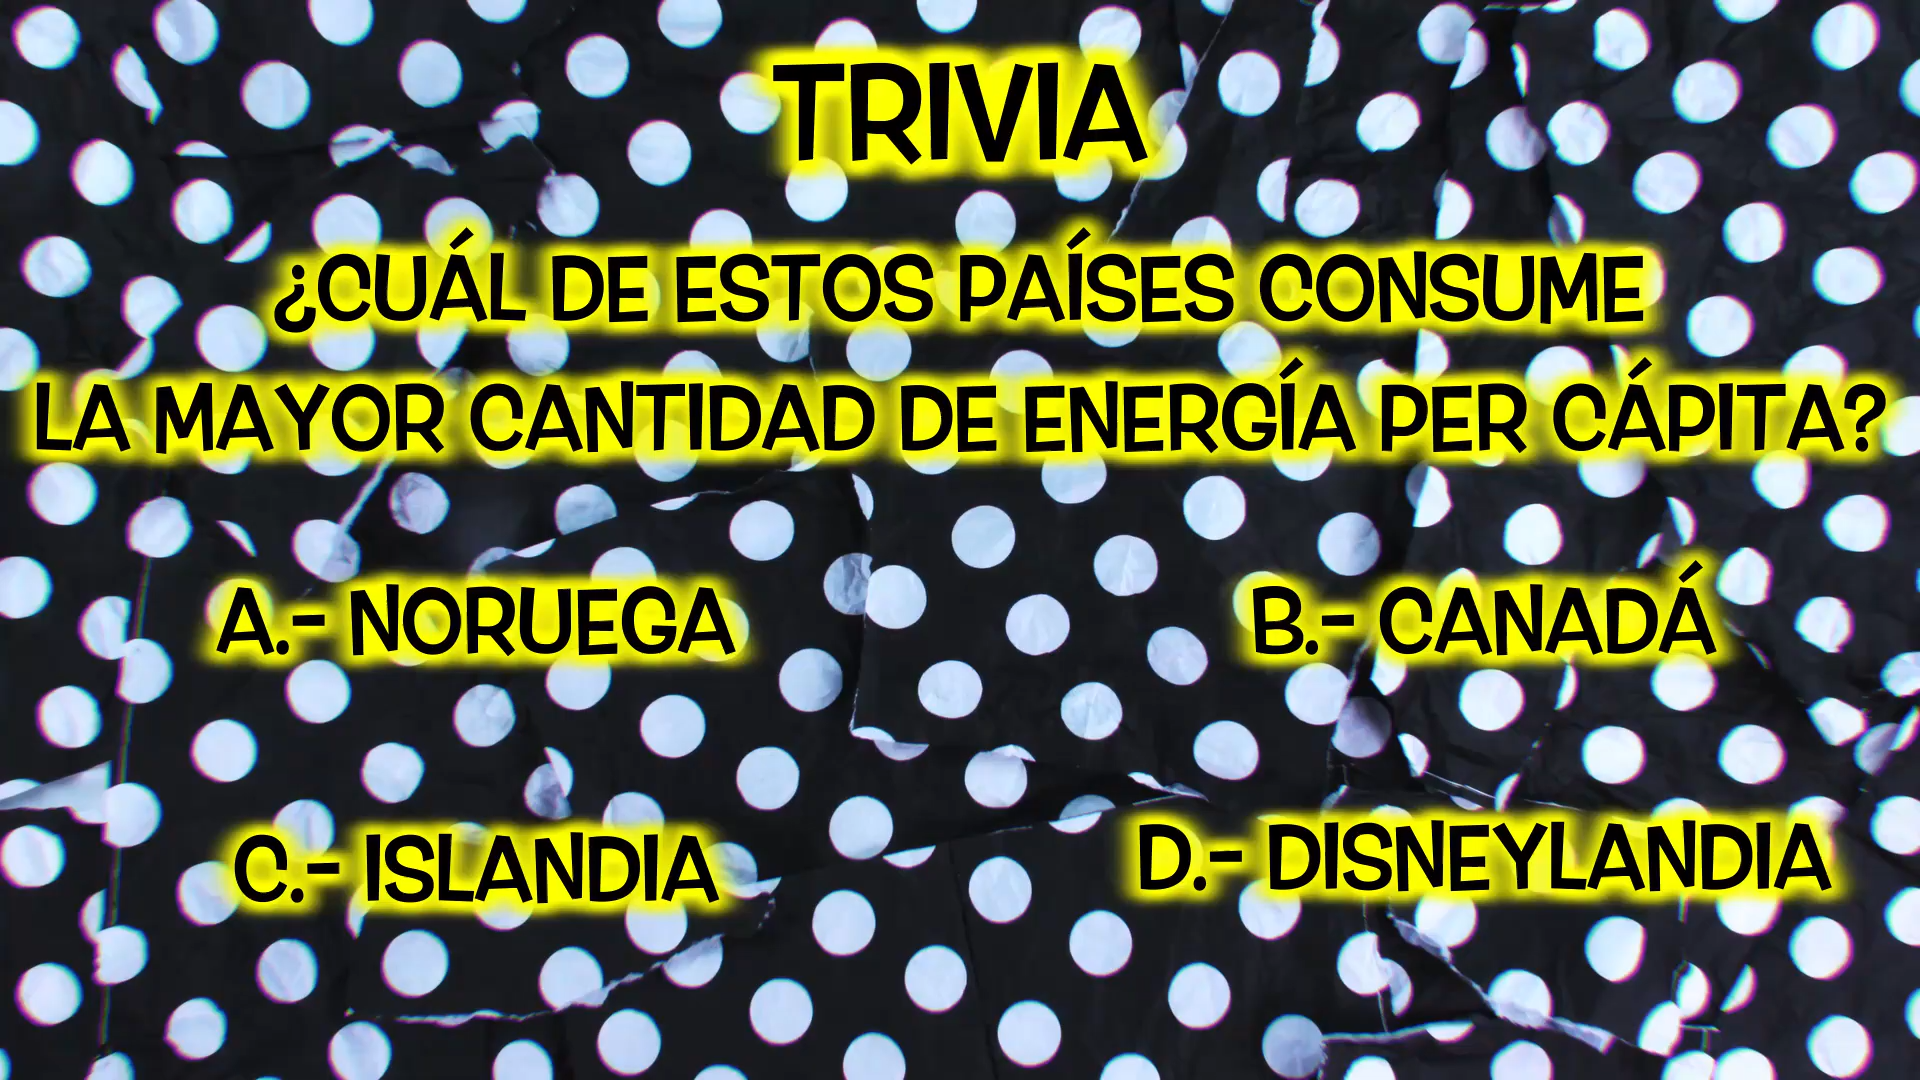 TRIVIA
¿CUÁL DE ESTOS PAÍSES CONSUME
LA MAYOR CANTIDAD DE ENERGÍA PER CÁPITA?
A.- NORUEGA
B.- CANADÁ
C.- ISLANDIA
D.- DISNEYLANDIA